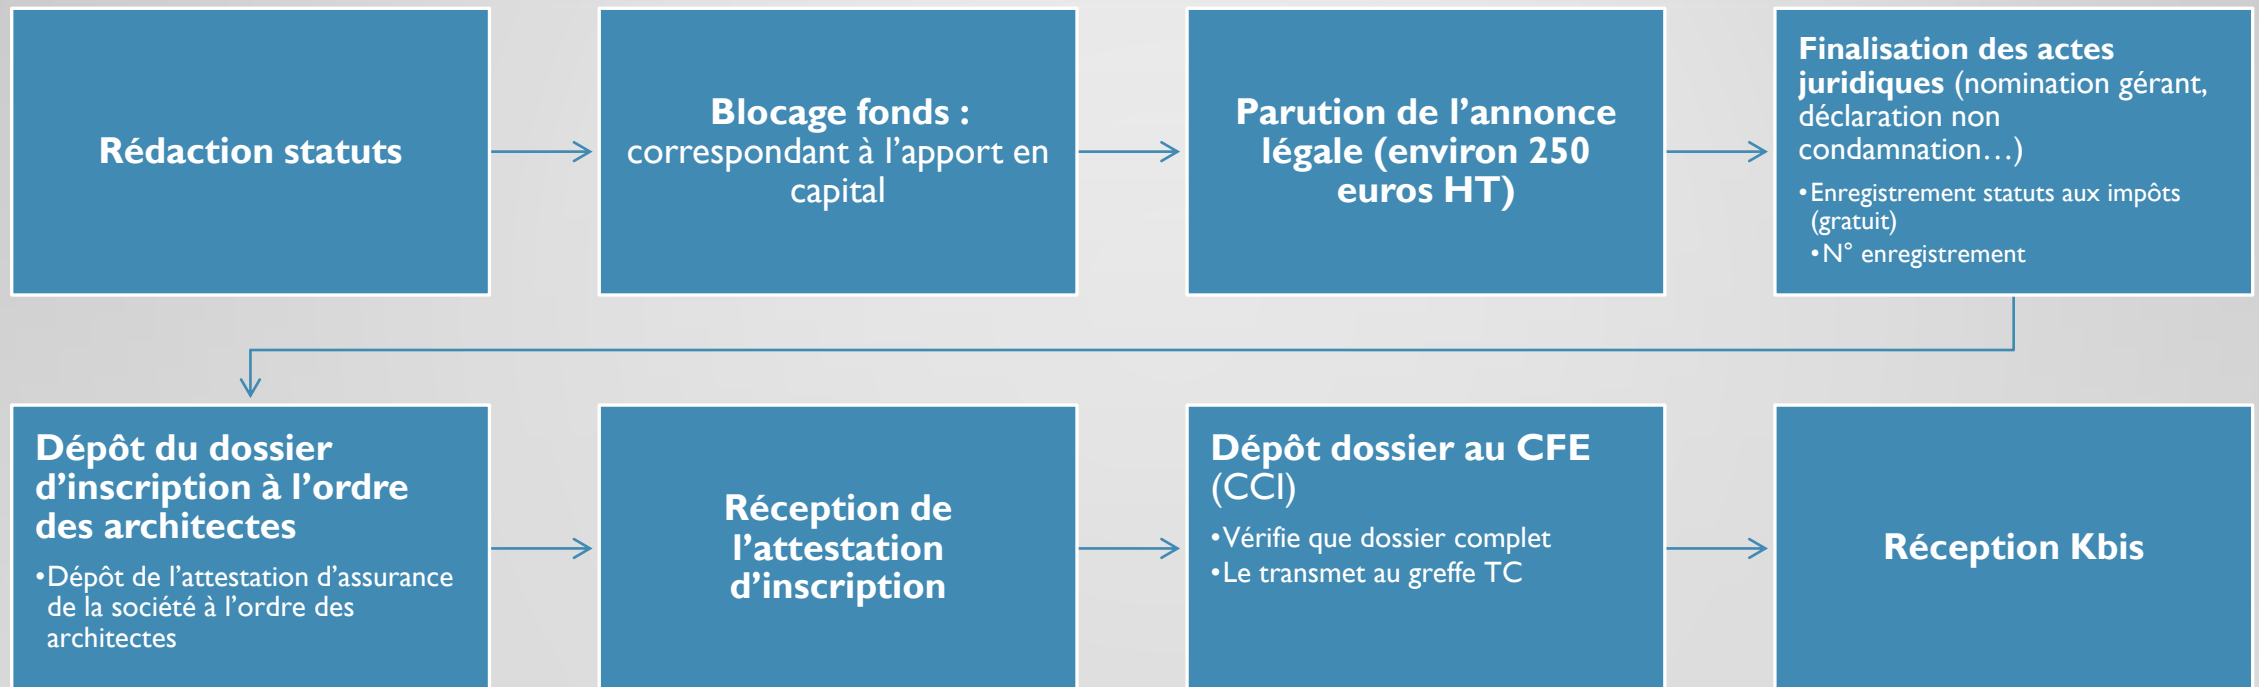 Rédaction statuts
Blocage fonds :
correspondant à l’apport en
capital
Parution de l’annonce
légale (environ 250
euros HT)
Finalisation des actes
juridiques (nomination gérant,
déclaration non
condamnation…)
•Enregistrement statuts aux impôts
(gratuit)
•N° enregistrement
Dépôt du dossier
d’inscription à l’ordre
des architectes
•Dépôt de l’attestation d’assurance
de la société à l’ordre des
architectes
Réception de
l’attestation
d’inscription
Dépôt dossier au CFE
(CCI)
•Vérifie que dossier complet
•Le transmet au greffe TC
Réception Kbis